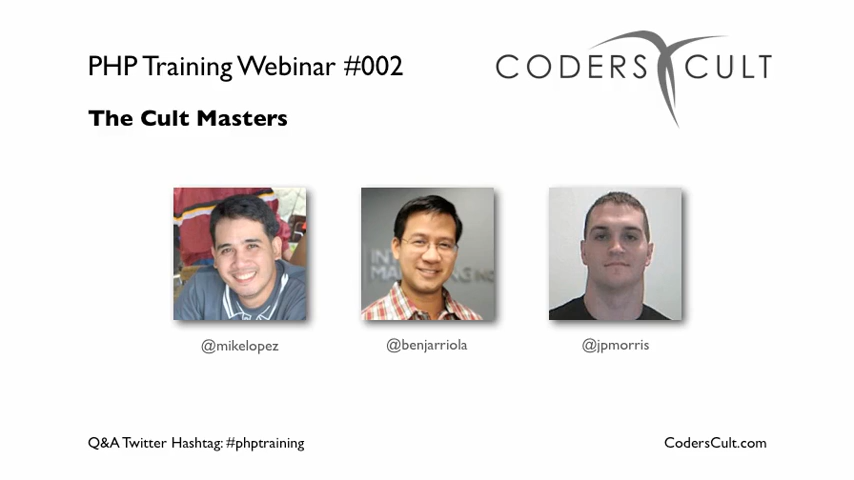 PHP Training Webinar #002
CODERS CULT
The Cult Masters
@mikelopez
@benjarriola
@jpmorris
Q&A Twitter Hashtag: #phptraining
CodersCult.com